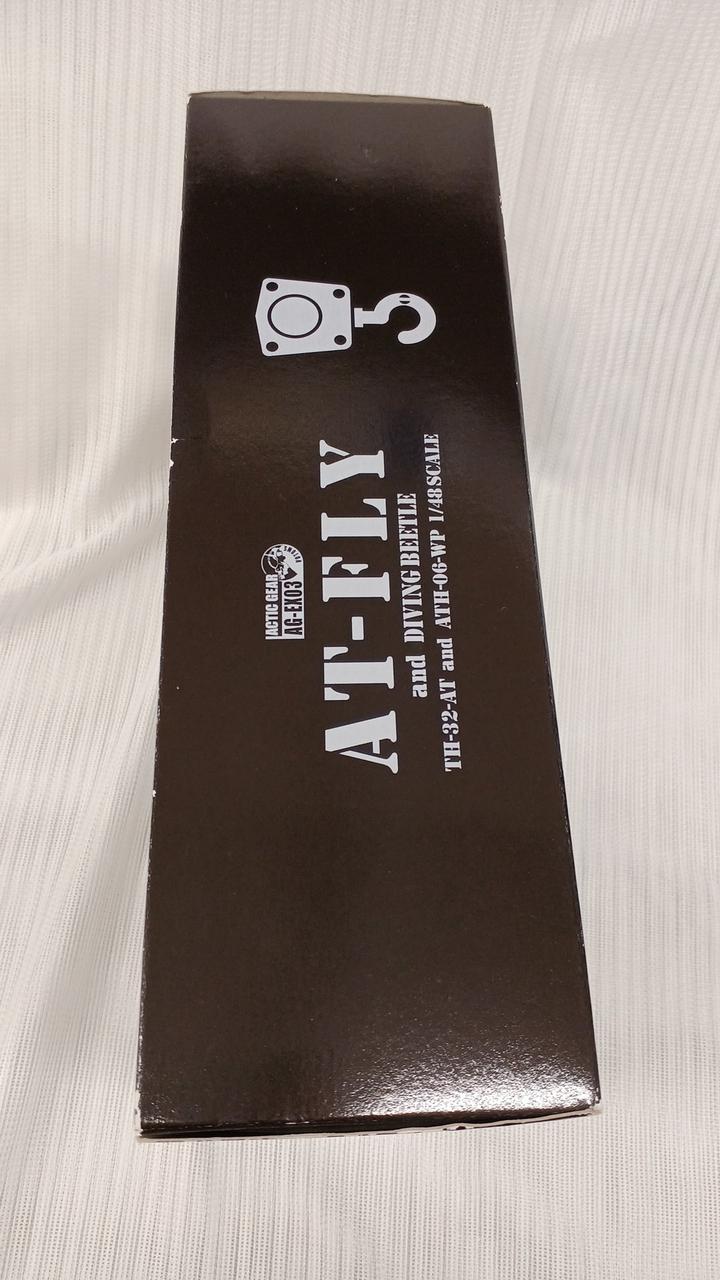 ACTIC GEAR
AG-EX03
AT-FLY
and DIVING BEETLE
TH-32-AT and ATH-06-WP 1/48 SCALE